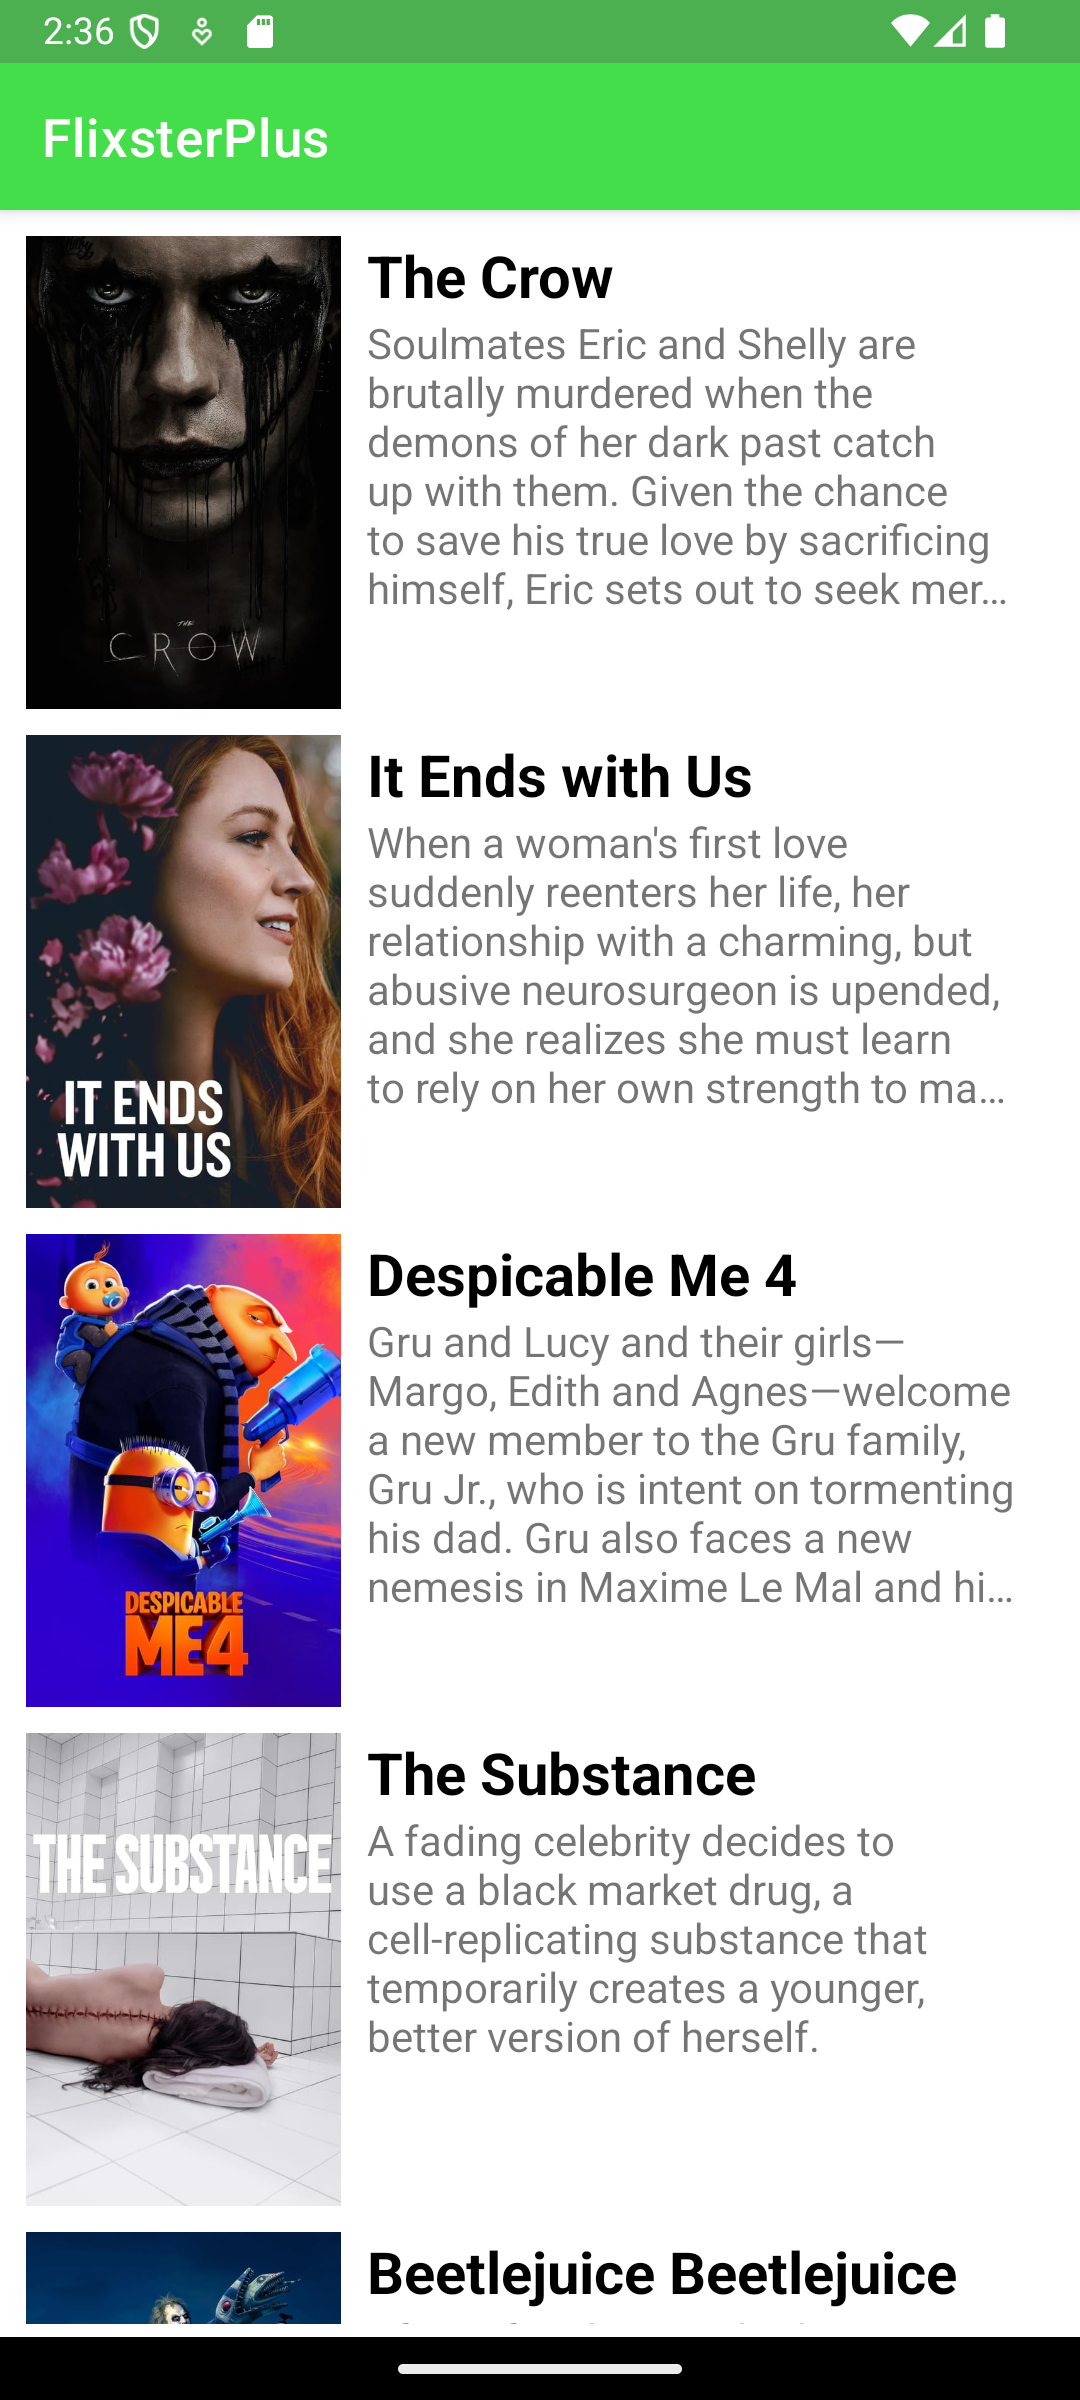 2:36
FlixsterPlus
The Crow
Soulmates Eric and Shelly are
brutally murdered when the
demons of her dark past catch
up with them. Given the chance
to save his true love by sacrificing
himself, Eric sets out to seek mer…
THE
CROW
It Ends with Us
When a woman's first love
suddenly reenters her life, her
relationship with a charming, but
abusive neurosurgeon is upended,
and she realizes she must learn
to rely on her own strength to ma…
IT ENDS
WITH US
Despicable Me 4
Gru and Lucy and their girls—
Margo, Edith and Agnes—welcome
a new member to the Gru family,
Gru Jr., who is intent on tormenting
his dad. Gru also faces a new
nemesis in Maxime Le Mal and hi…
DESPICABLE
ME4
The Substance
A fading celebrity decides to
use a black market drug, a
cell-replicating substance that
temporarily creates a younger,
better version of herself.
THE SUBSTANCE
Beetlejuice Beetlejuice